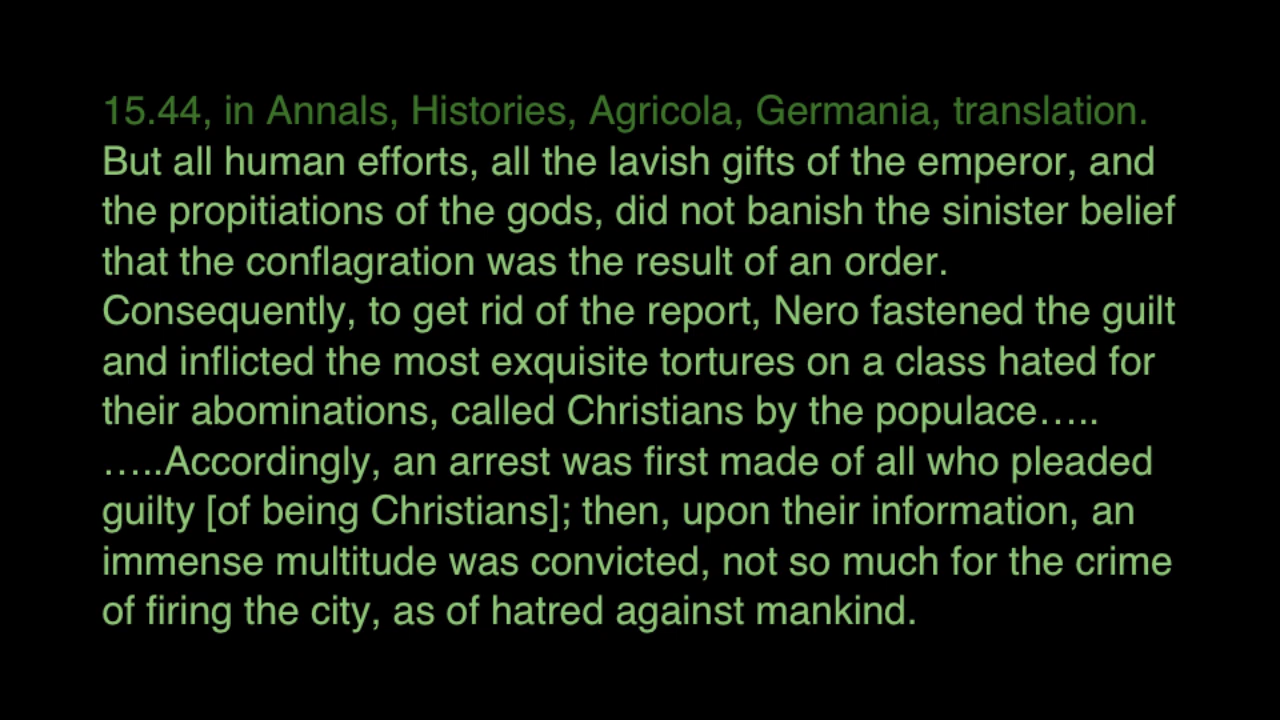 15.44, in Annals, Histories, Agricola, Germania, translation.
But all human efforts, all the lavish gifts of the emperor, and
the propitiations of the gods, did not banish the sinister belief
that the conflagration was the result of an order.
Consequently, to get rid of the report, Nero fastened the guilt
and inflicted the most exquisite tortures on a class hated for
their abominations, called Christians by the populace…..
…..Accordingly, an arrest was first made of all who pleaded
guilty [of being Christians]; then, upon their information, an
immense multitude was convicted, not so much for the crime
of firing the city, as of hatred against mankind.